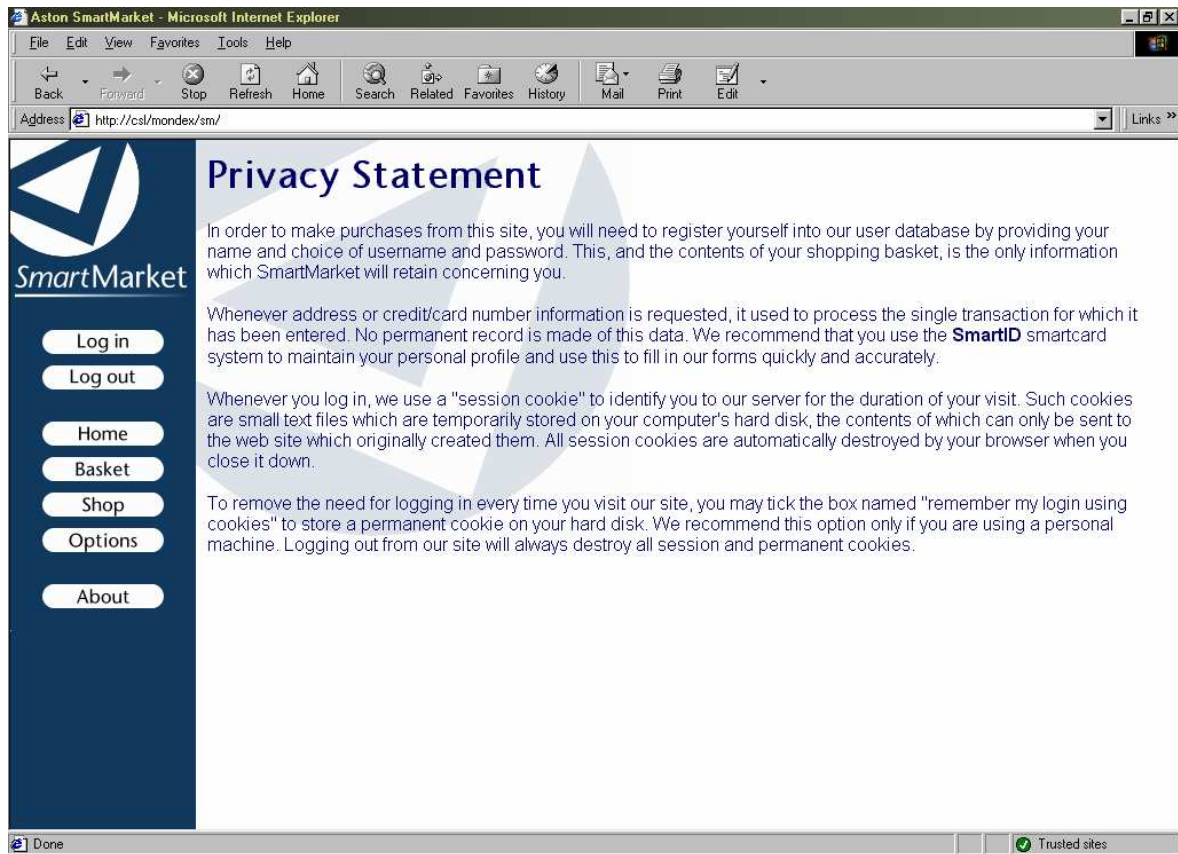 Aston SmartMarket - Microsoft Internet Explorer
File Edit View Favorites Tools Help
Back Forward Stop Refresh Home Search Related Favorites History Mail Print Edit
Address http://csl/mondex/sm/ Links »
SmartMarket
Log in
Log out
Home
Basket
Shop
Options
About
Privacy Statement
In order to make purchases from this site, you will need to register yourself into our user database by providing your
name and choice of username and password. This, and the contents of your shopping basket, is the only information
which SmartMarket will retain concerning you.
Whenever address or credit/card number information is requested, it used to process the single transaction for which it
has been entered. No permanent record is made of this data. We recommend that you use the SmartID smartcard
system to maintain your personal profile and use this to fill in our forms quickly and accurately.
Whenever you log in, we use a "session cookie" to identify you to our server for the duration of your visit. Such cookies
are small text files which are temporarily stored on your computer's hard disk, the contents of which can only be sent to
the web site which originally created them. All session cookies are automatically destroyed by your browser when you
close it down.
To remove the need for logging in every time you visit our site, you may tick the box named "remember my login using
cookies" to store a permanent cookie on your hard disk. We recommend this option only if you are using a personal
machine. Logging out from our site will always destroy all session and permanent cookies.
Done Trusted sites